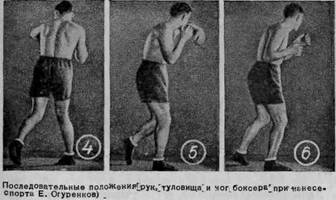 4 5 6
Последовательные положения рук, туловища и ног боксера при нанесе-
спорта Е. Огуренков)